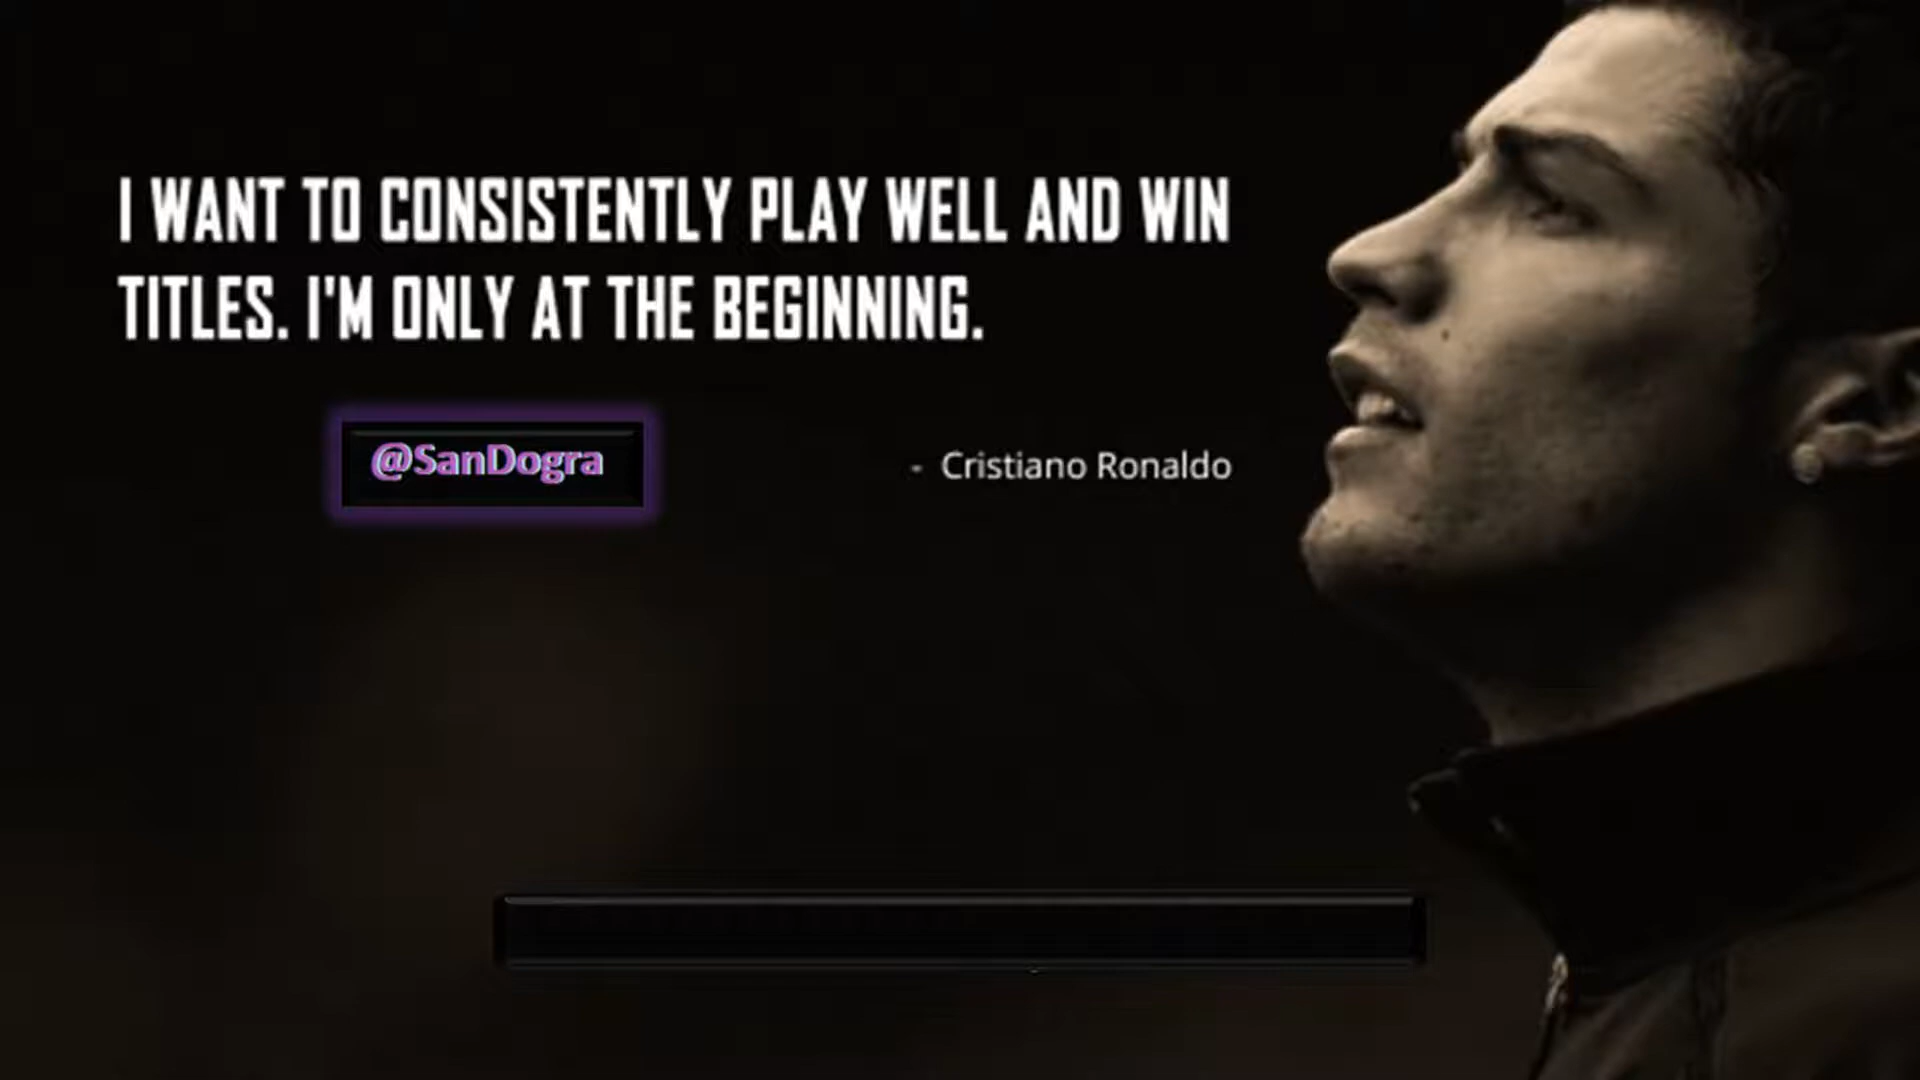 I WANT TO CONSISTENTLY PLAY WELL AND WIN
TITLES. I'M ONLY AT THE BEGINNING.
@SanDogra
- Cristiano Ronaldo